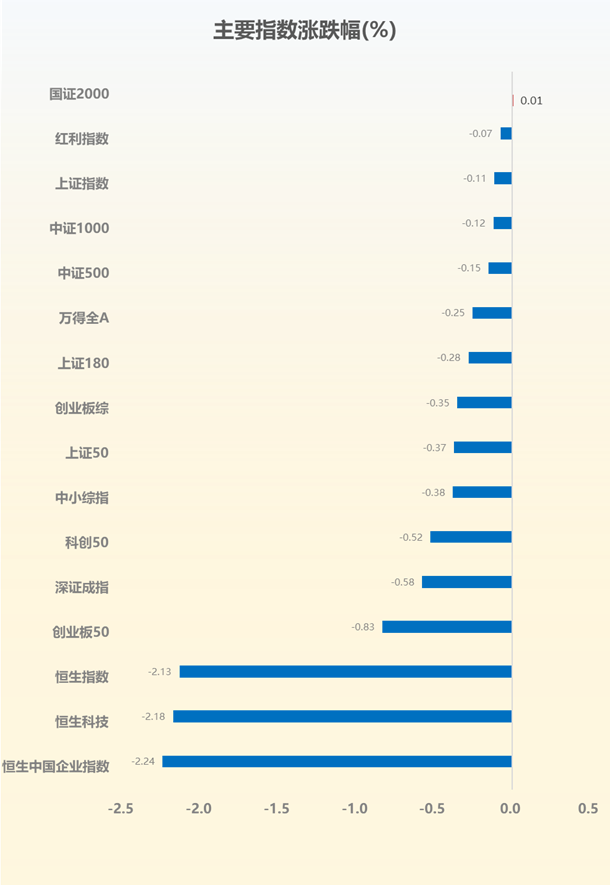 主要指数涨跌幅(%)
国证2000 0.01
红利指数 -0.07
上证指数 -0.11
中证1000 -0.12
中证500 -0.15
万得全A -0.25
上证180 -0.28
创业板综 -0.35
上证50 -0.37
中小综指 -0.38
科创50 -0.52
深证成指 -0.58
创业板50 -0.83
恒生指数 -2.13
恒生科技 -2.18
恒生中国企业指数 -2.24
-2.5 -2.0 -1.5 -1.0 -0.5 0.0 0.5